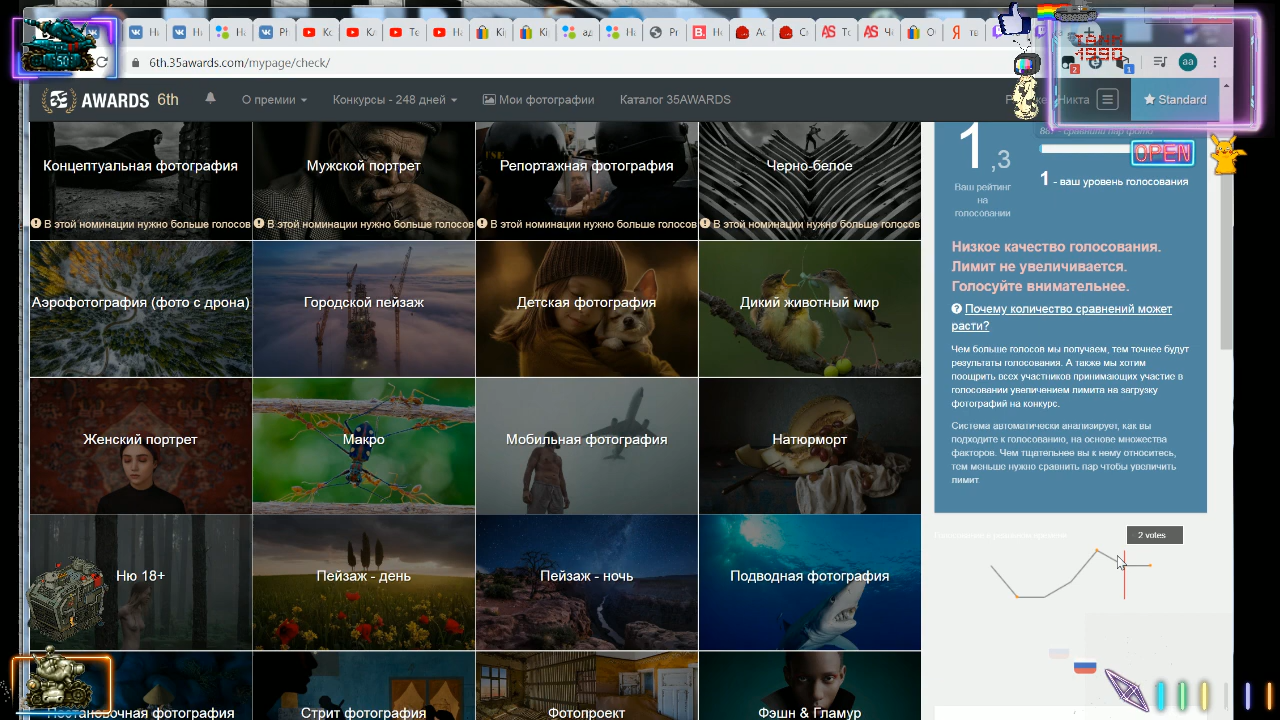 6th.35awards.com/mypage/check/
2
1
aa
TANK
1990
35 AWARDS 6th
О премии
Конкурсы - 248 дней
Мои фотографии
Каталог 35AWARDS
Никта
Standard
OPEN
1,3
Ваш рейтинг
на
голосовании
1 - ваш уровень голосования
Концептуальная фотография
Мужской портрет
Репортажная фотография
Черно-белое
В этой номинации нужно больше голосов
В этой номинации нужно больше голосов
В этой номинации нужно больше голосов
В этой номинации нужно больше голосов
Аэрофотография (фото с дрона)
Городской пейзаж
Детская фотография
Дикий животный мир
Женский портрет
Макро
Мобильная фотография
Натюрморт
Ню 18+
Пейзаж - день
Пейзаж - ночь
Подводная фотография
Постановочная фотография
Стрит фотография
Фотопроект
Фэшн & Гламур
Низкое качество голосования.
Лимит не увеличивается.
Голосуйте внимательнее.
Почему количество сравнений может
расти?
Чем больше голосов мы получаем, тем точнее будут
результаты голосования. А также мы хотим
поощрить всех участников принимающих участие в
голосовании увеличением лимита на загрузку
фотографий на конкурс.
Система автоматически анализирует, как вы
подходите к голосованию, на основе множества
факторов. Чем тщательнее вы к нему относитесь,
тем меньше нужно сравнить пар чтобы увеличить
лимит
2 votes